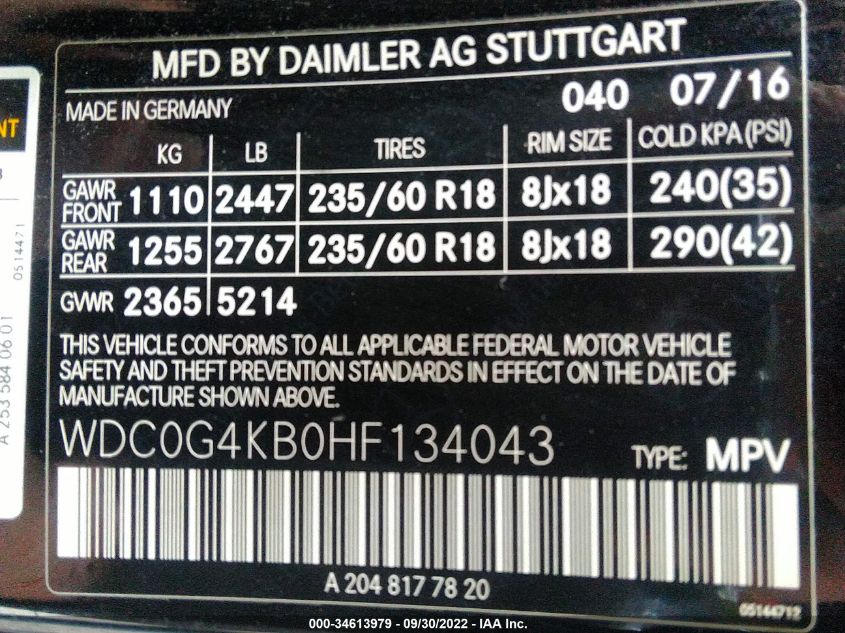 MFD BY DAIMLER AG STUTTGART
MADE IN GERMANY 040 07/16
KG LB TIRES RIM SIZE COLD KPA (PSI)
GAWR FRONT 1110 2447 235/60 R18 8Jx18 240(35)
GAWR REAR 1255 2767 235/60 R18 8Jx18 290(42)
GVWR 2365 5214
THIS VEHICLE CONFORMS TO ALL APPLICABLE FEDERAL MOTOR VEHICLE
SAFETY AND THEFT PREVENTION STANDARDS IN EFFECT ON THE DATE OF
MANUFACTURE SHOWN ABOVE.
WDC0G4KB0HF134043 TYPE: MPV
A 204 817 78 20
05144712
A 253 584 06 01
0514471
000-34613979 - 09/30/2022 - IAA Inc.